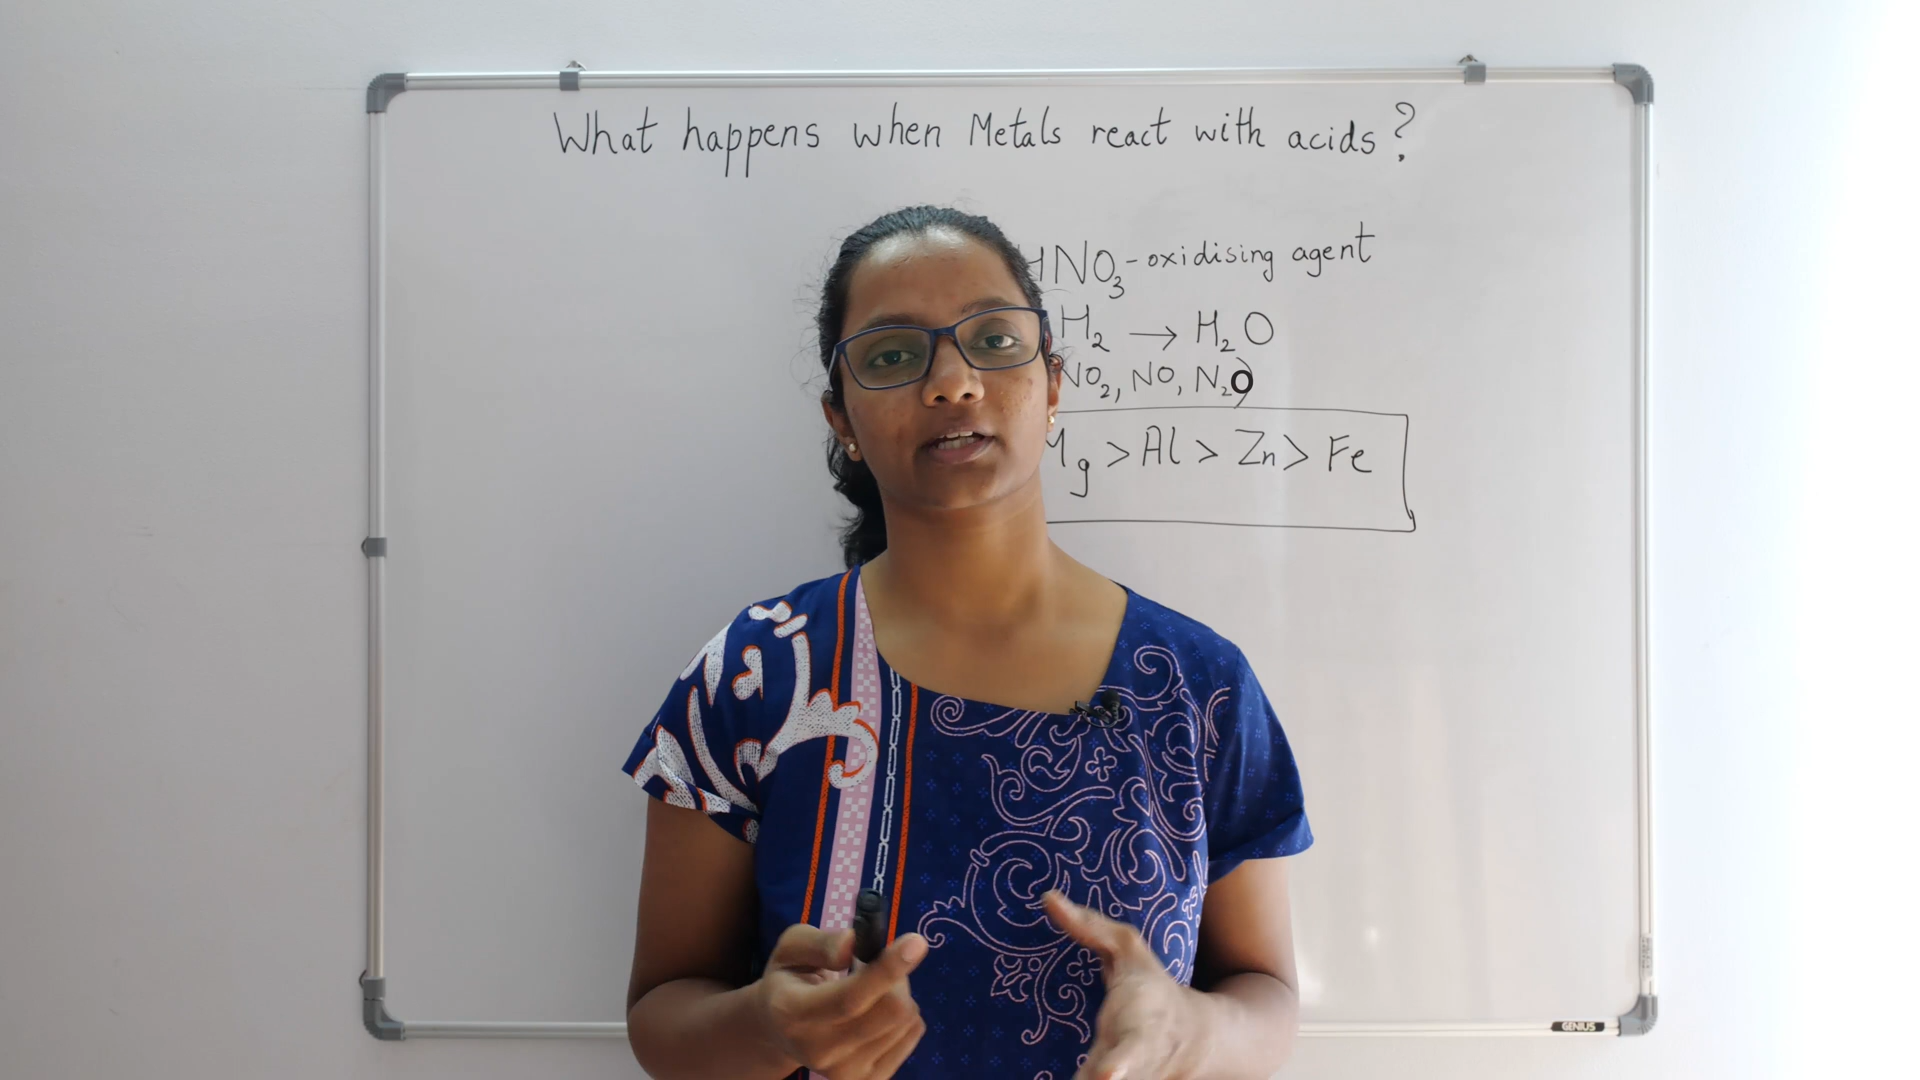 What happens when Metals react with acids?
HNO3-oxidising agent
H2 → H2O
NO2, NO, N2O
Mg > Al > Zn > Fe
GENIUS